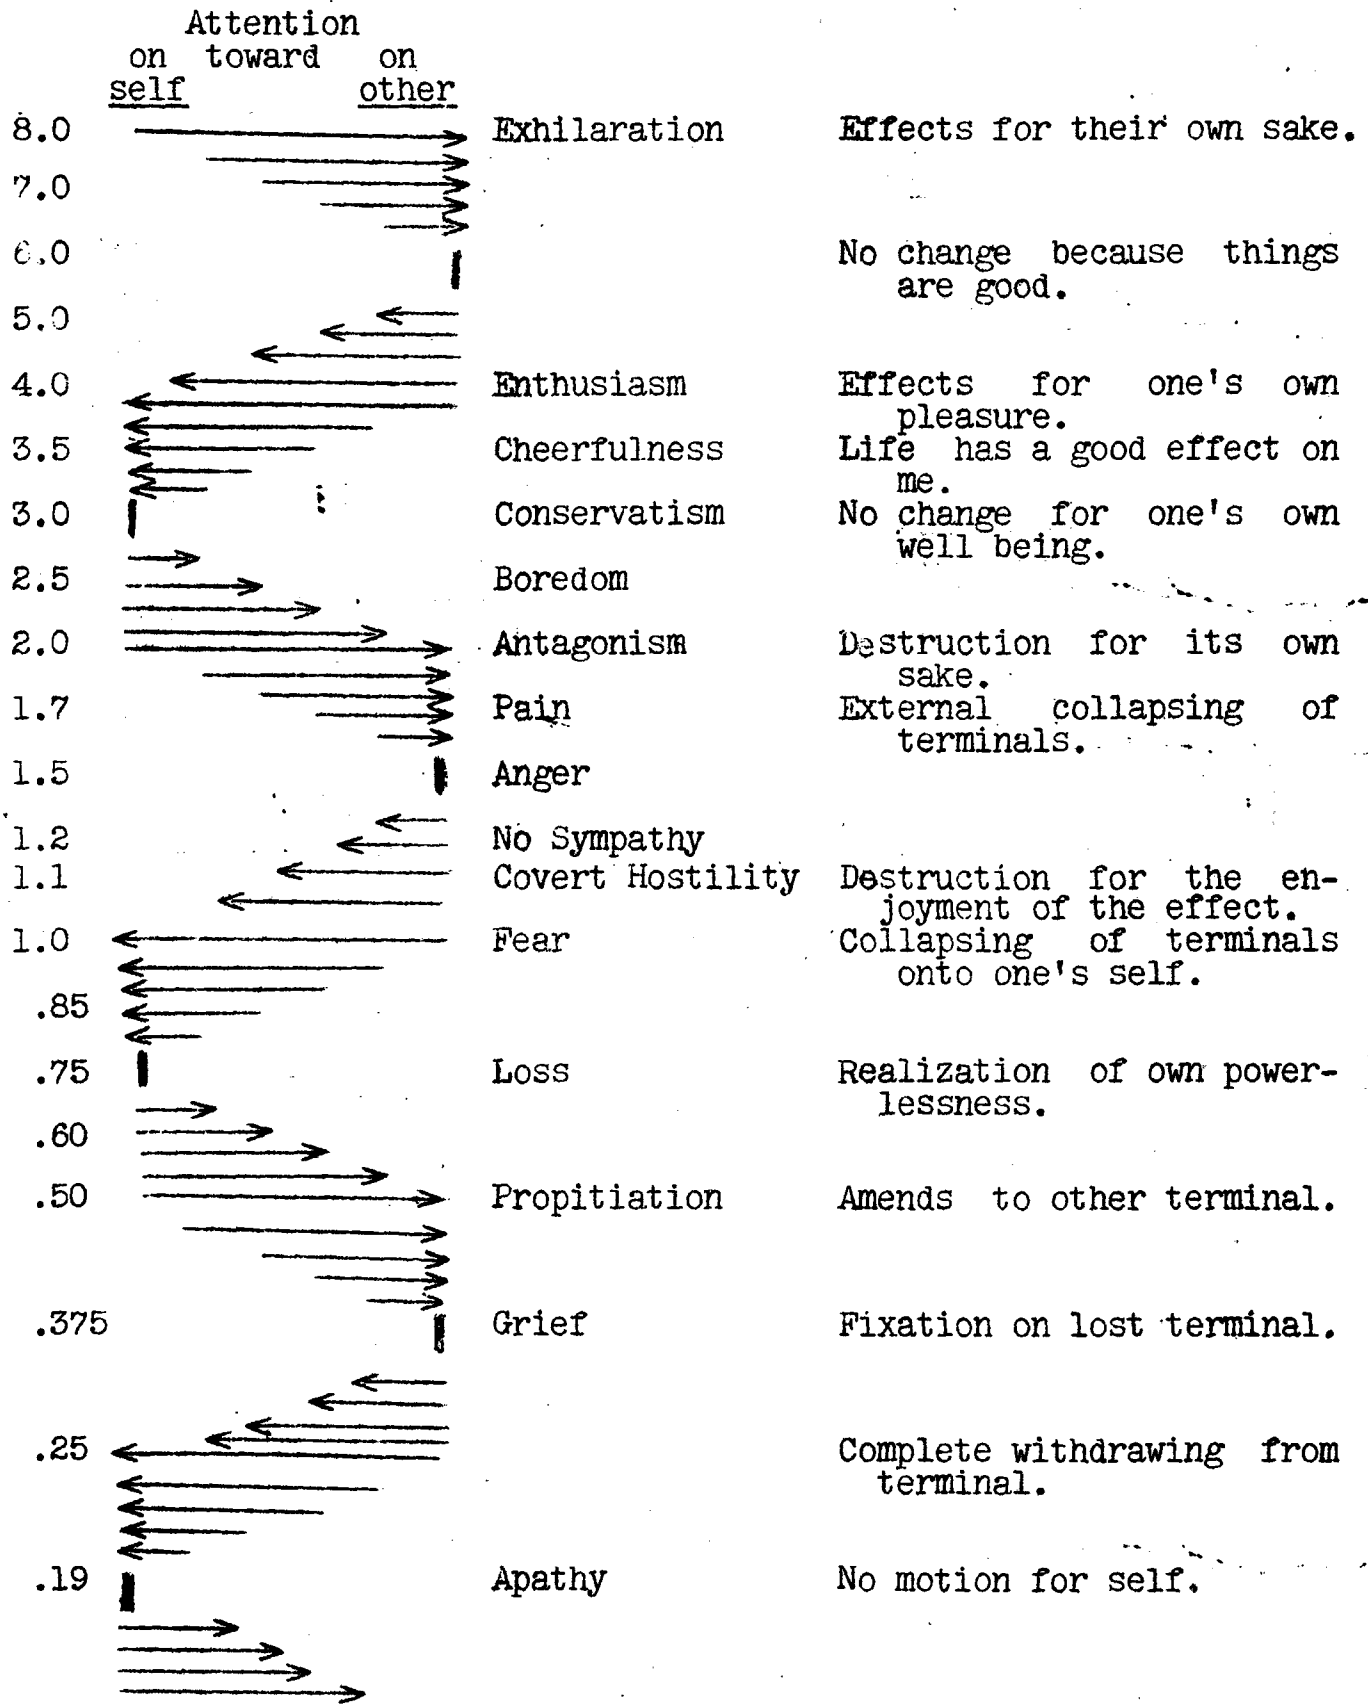 Attention
on toward on
self other
8.0 Exhilaration Effects for their own sake.
7.0
6.0 No change because things
are good.
5.0
4.0 Enthusiasm Effects for one's own
pleasure.
3.5 Cheerfulness Life has a good effect on
me.
3.0 Conservatism No change for one's own
well being.
2.5 Boredom
2.0 Antagonism Destruction for its own
sake.
1.7 Pain External collapsing of
terminals.
1.5 Anger
1.2 No Sympathy
1.1 Covert Hostility Destruction for the en-
joyment of the effect.
1.0 Fear Collapsing of terminals
onto one's self.
.85
.75 Loss Realization of own power-
lessness.
.60
.50 Propitiation Amends to other terminal.
.375 Grief Fixation on lost terminal.
.25 Complete withdrawing from
terminal.
.19 Apathy No motion for self.